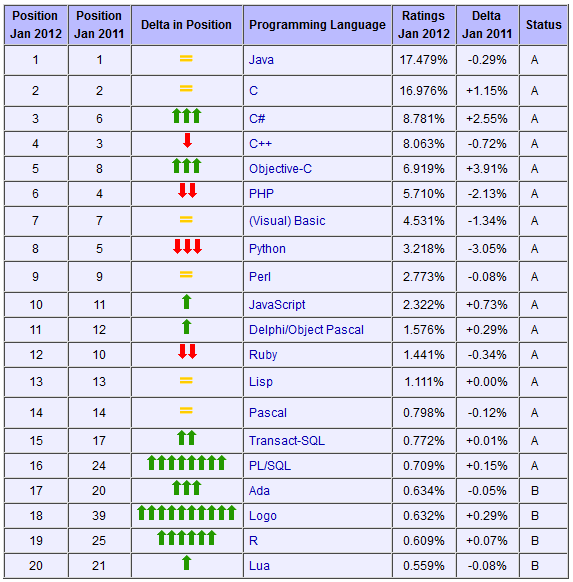 Position Jan 2012 Position Jan 2011 Delta in Position Programming Language Ratings Jan 2012 Delta Jan 2011 Status
1 1 Java 17.479% -0.29% A
2 2 C 16.976% +1.15% A
3 6 C# 8.781% +2.55% A
4 3 C++ 8.063% -0.72% A
5 8 Objective-C 6.919% +3.91% A
6 4 PHP 5.710% -2.13% A
7 7 (Visual) Basic 4.531% -1.34% A
8 5 Python 3.218% -3.05% A
9 9 Perl 2.773% -0.08% A
10 11 JavaScript 2.322% +0.73% A
11 12 Delphi/Object Pascal 1.576% +0.29% A
12 10 Ruby 1.441% -0.34% A
13 13 Lisp 1.111% +0.00% A
14 14 Pascal 0.798% -0.12% A
15 17 Transact-SQL 0.772% +0.01% A
16 24 PL/SQL 0.709% +0.15% A
17 20 Ada 0.634% -0.05% B
18 39 Logo 0.632% +0.29% B
19 25 R 0.609% +0.07% B
20 21 Lua 0.559% -0.08% B